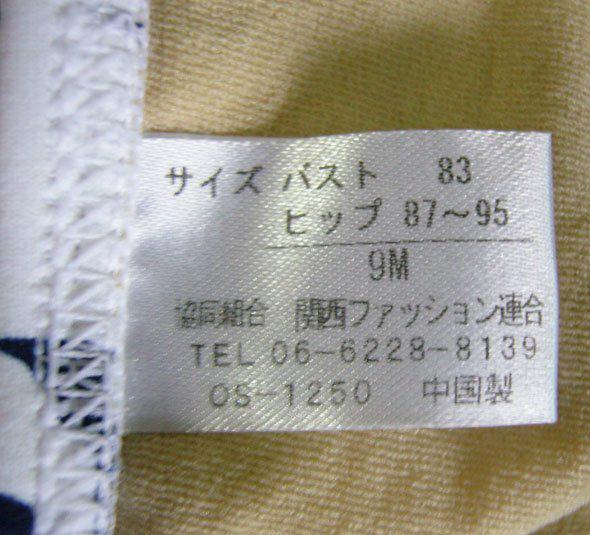 サイズ バスト 83
ヒップ 87～95
9M
協同組合 関西ファッション連合
TEL 06-6228-8139
OS-1250 中国製